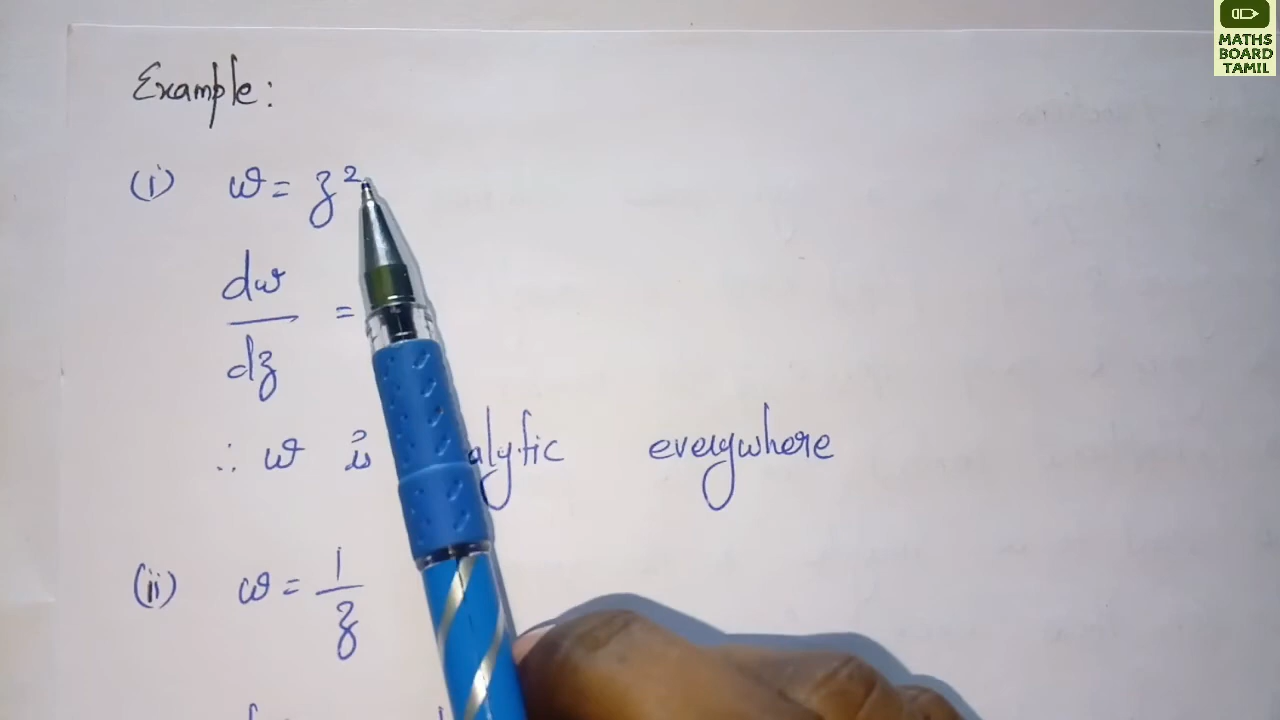 MATHS
BOARD
TAMIL
Example:
(i) w = z²
dw
dz
=
∴ w is alytic everywhere
(ii) w = 1
z